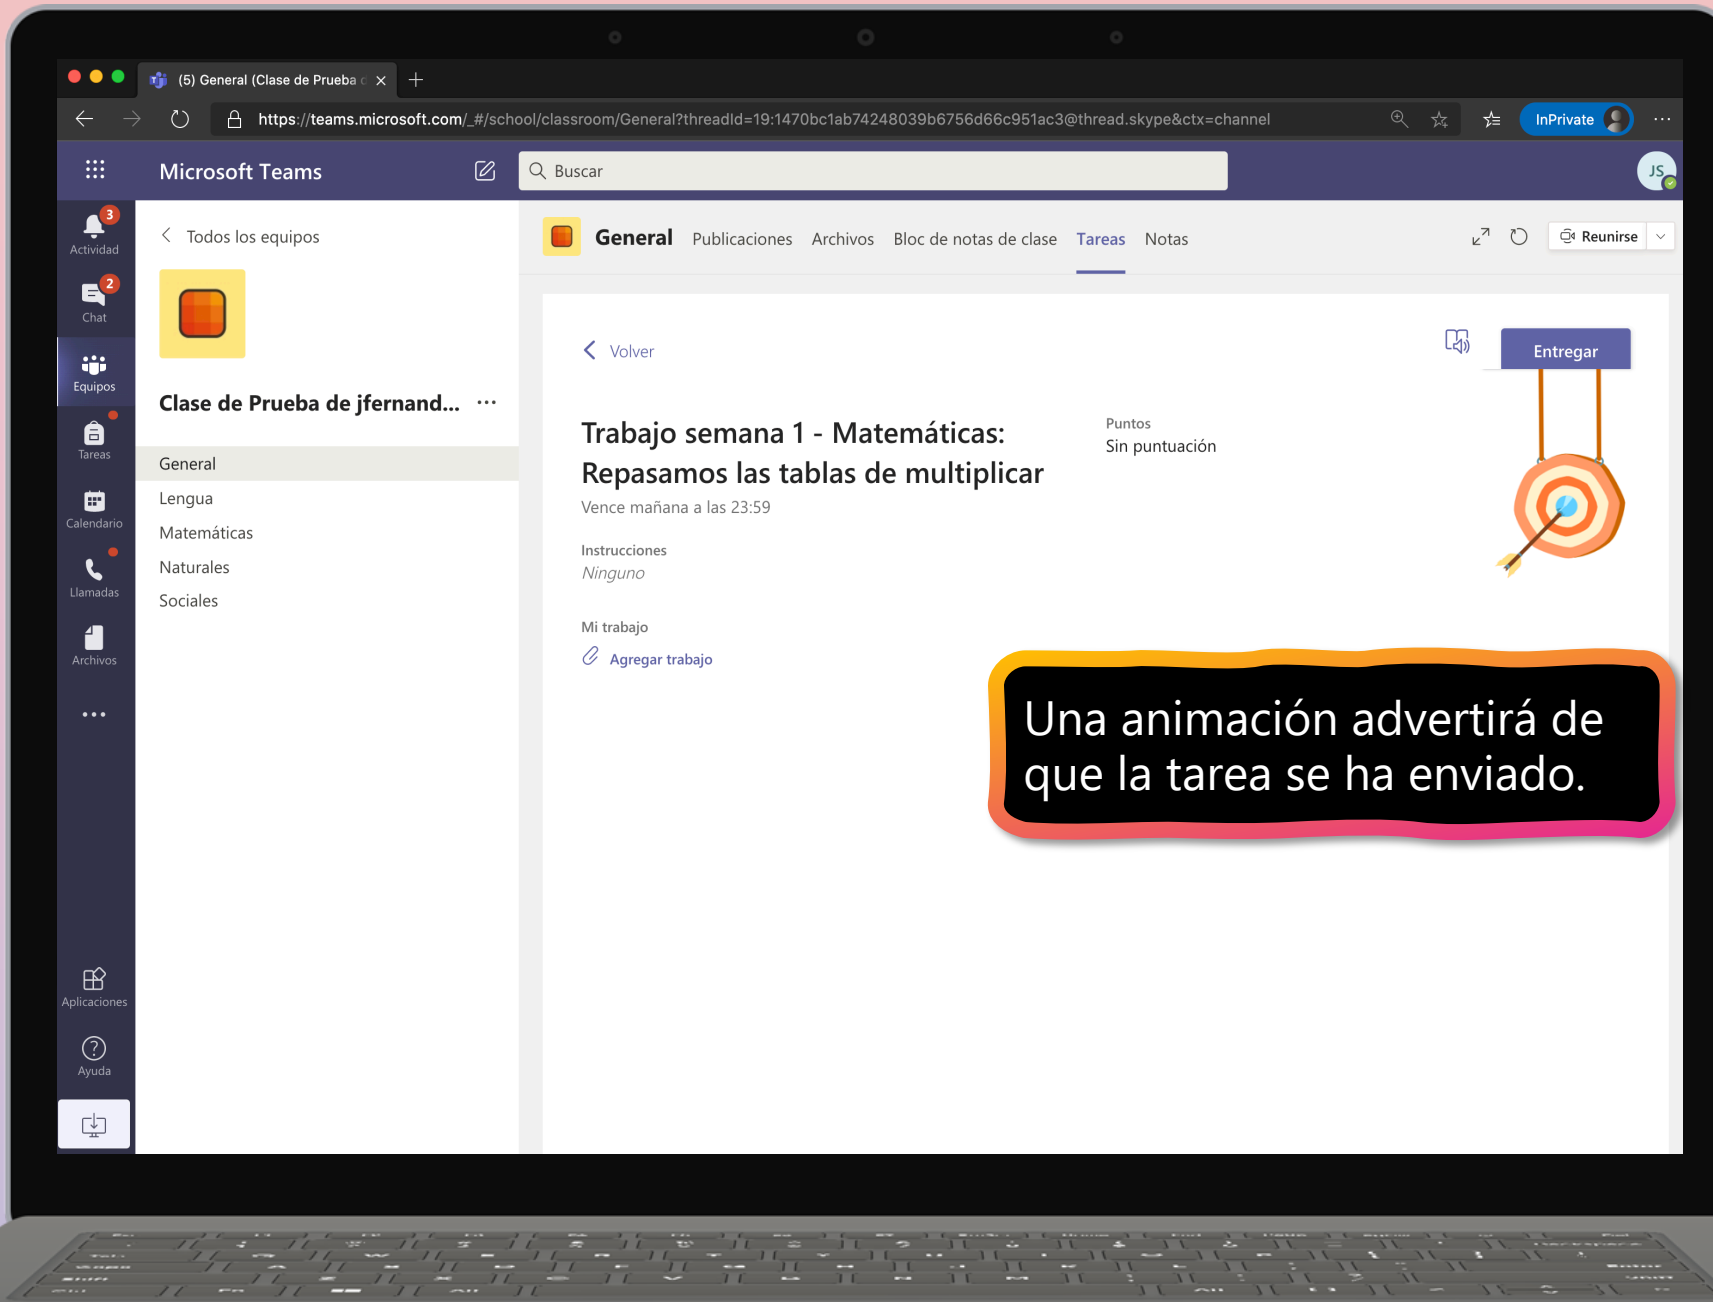 (5) General (Clase de Prueba d
https://teams.microsoft.com/_#/school/classroom/General?threadId=19:1470bc1ab74248039b6756d66c951ac3@thread.skype&ctx=channel
InPrivate
Microsoft Teams
Buscar
JS
3
Actividad
2
Chat
Equipos
Tareas
Calendario
Llamadas
Archivos
Aplicaciones
Ayuda
Todos los equipos
Clase de Prueba de jfernand...
General
Lengua
Matemáticas
Naturales
Sociales
General Publicaciones Archivos Bloc de notas de clase Tareas Notas
Reunirse
Volver
Entregar
Trabajo semana 1 - Matemáticas:
Repasamos las tablas de multiplicar
Vence mañana a las 23:59
Puntos
Sin puntuación
Instrucciones
Ninguno
Mi trabajo
Agregar trabajo
Una animación advertirá de
que la tarea se ha enviado.